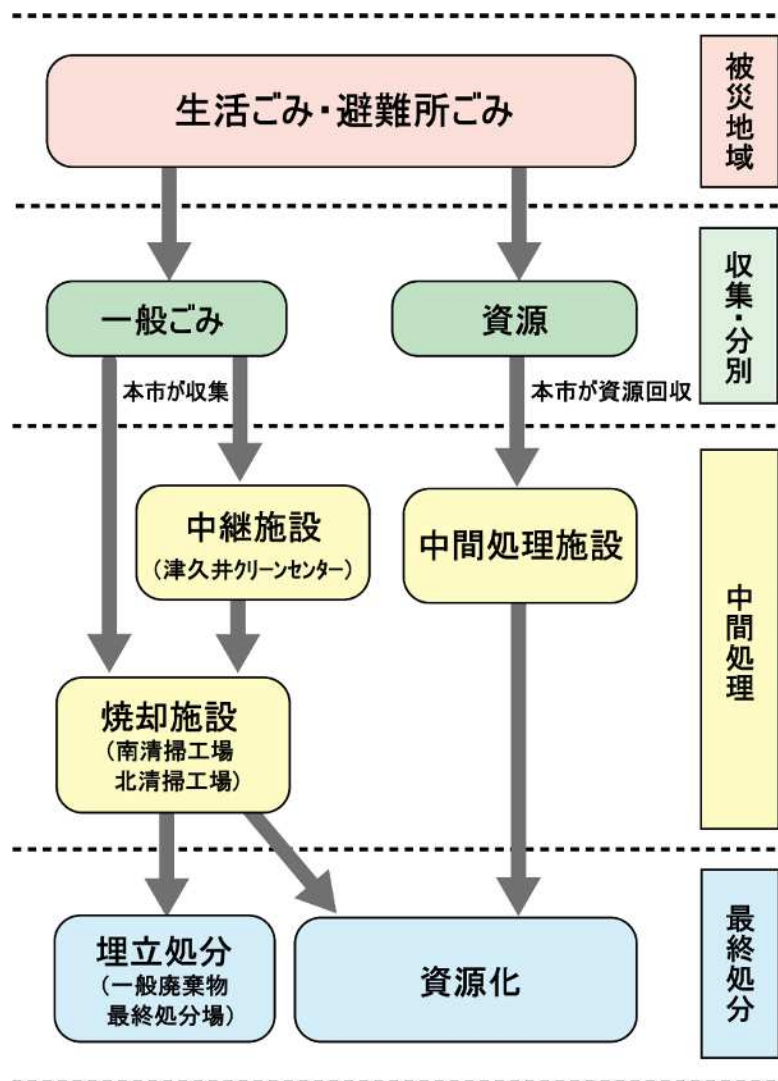 生活ごみ・避難所ごみ
被災地域
一般ごみ
資源
収集・分別
本市が収集
本市が資源回収
中継施設
（津久井クリーンセンター）
中間処理施設
中間処理
焼却施設
（南清掃工場
北清掃工場）
埋立処分
（一般廃棄物
最終処分場）
資源化
最終処分